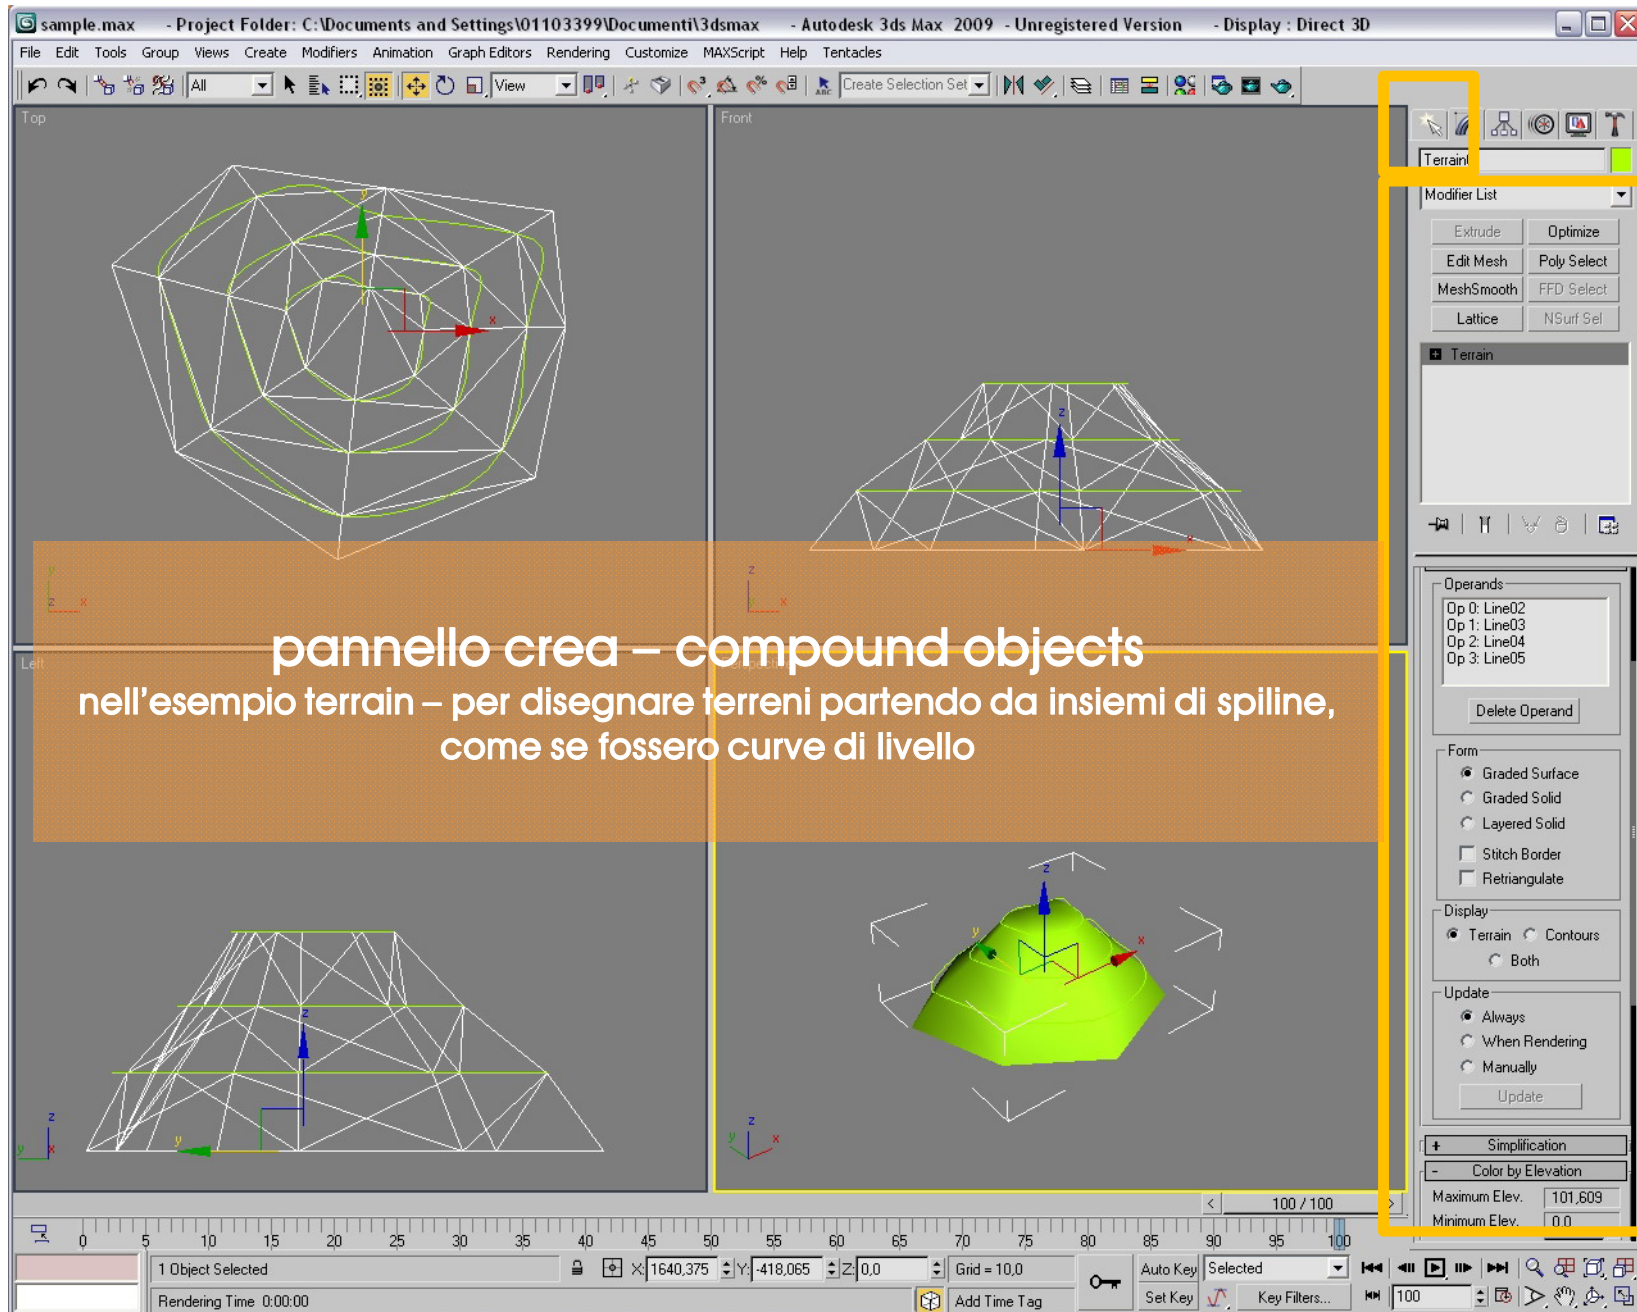 sample.max - Project Folder: C:\Documents and Settings\01103399\Documenti\3dsmax - Autodesk 3ds Max 2009 - Unregistered Version - Display : Direct 3D
File Edit Tools Group Views Create Modifiers Animation Graph Editors Rendering Customize MAXScript Help Tentacles
All View Create Selection Set
Top
Front
y
x
z
x
y
z x
z
x
Left
pannello crea – compound objects
nell'esempio terrain – per disegnare terreni partendo da insiemi di spiline,
come se fossero curve di livello
z
y
z
y x
z
y
x
z
y x
Modifier List
Extrude Optimize
Edit Mesh Poly Select
MeshSmooth FFD Select
Lattice NSurf Sel
Terrain
Operands
Op 0: Line02
Op 1: Line03
Op 2: Line04
Op 3: Line05
Delete Operand
Form
Graded Surface
Graded Solid
Layered Solid
Stitch Border
Retriangulate
Display
Terrain Contours
Both
Update
Always
When Rendering
Manually
Update
+ Simplification
- Color by Elevation
Maximum Elev. 101,609
Minimum Elev. 0,0
< 100 / 100 >
0 5 10 15 20 25 30 35 40 45 50 55 60 65 70 75 80 85 90 95 100
1 Object Selected X: 1640,375 Y: -418,065 Z: 0,0 Grid = 10,0 Auto Key Selected
Rendering Time 0:00:00 Add Time Tag Set Key Key Filters... 100